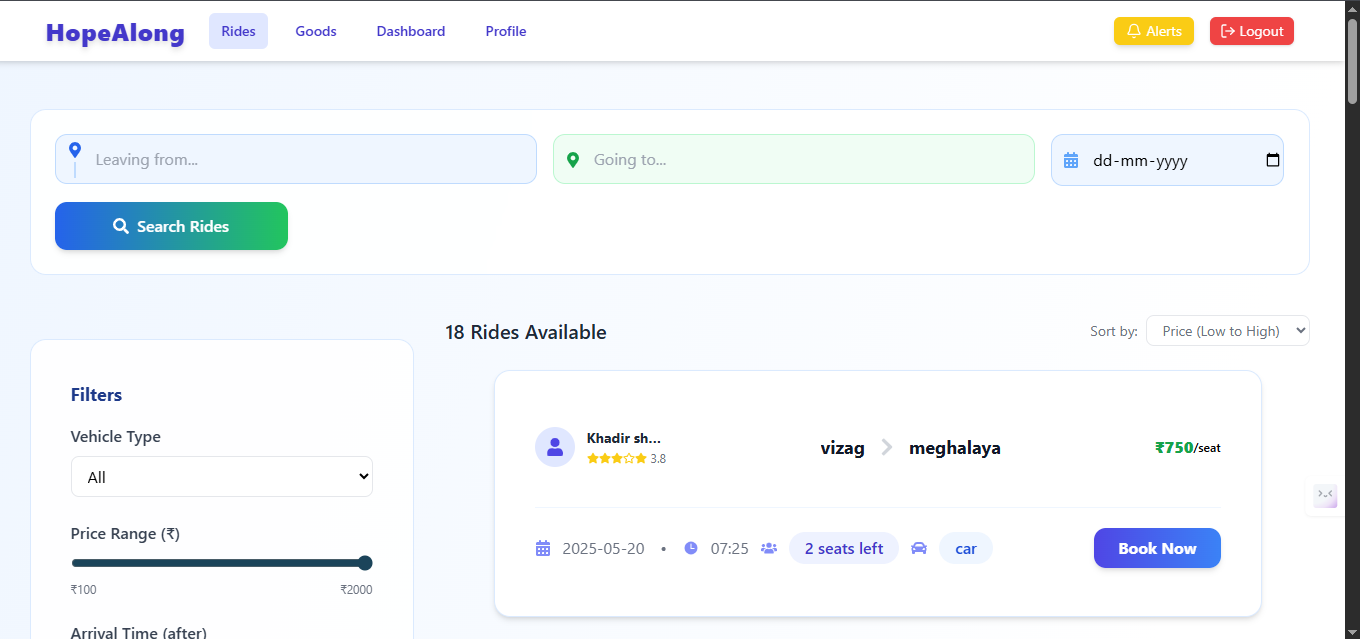 HopeAlong Rides Goods Dashboard Profile Alerts Logout
Leaving from... Going to... dd-mm-yyyy
Search Rides
18 Rides Available Sort by: Price (Low to High)
Filters
Vehicle Type
All
Price Range (₹)
₹100 ₹2000
Arrival Time (after)
Khadir sh...
3.8
vizag meghalaya ₹750/seat
2025-05-20 • 07:25 2 seats left car Book Now